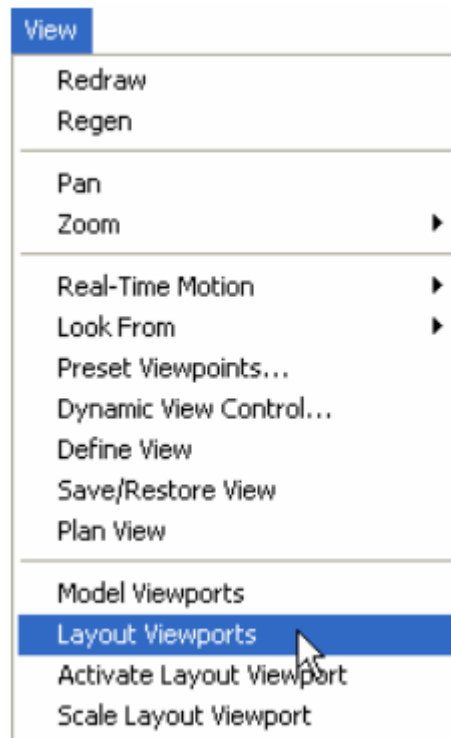 View
Redraw
Regen
Pan
Zoom
Real-Time Motion
Look From
Preset Viewpoints...
Dynamic View Control...
Define View
Save/Restore View
Plan View
Model Viewports
Layout Viewports
Activate Layout Viewport
Scale Layout Viewport